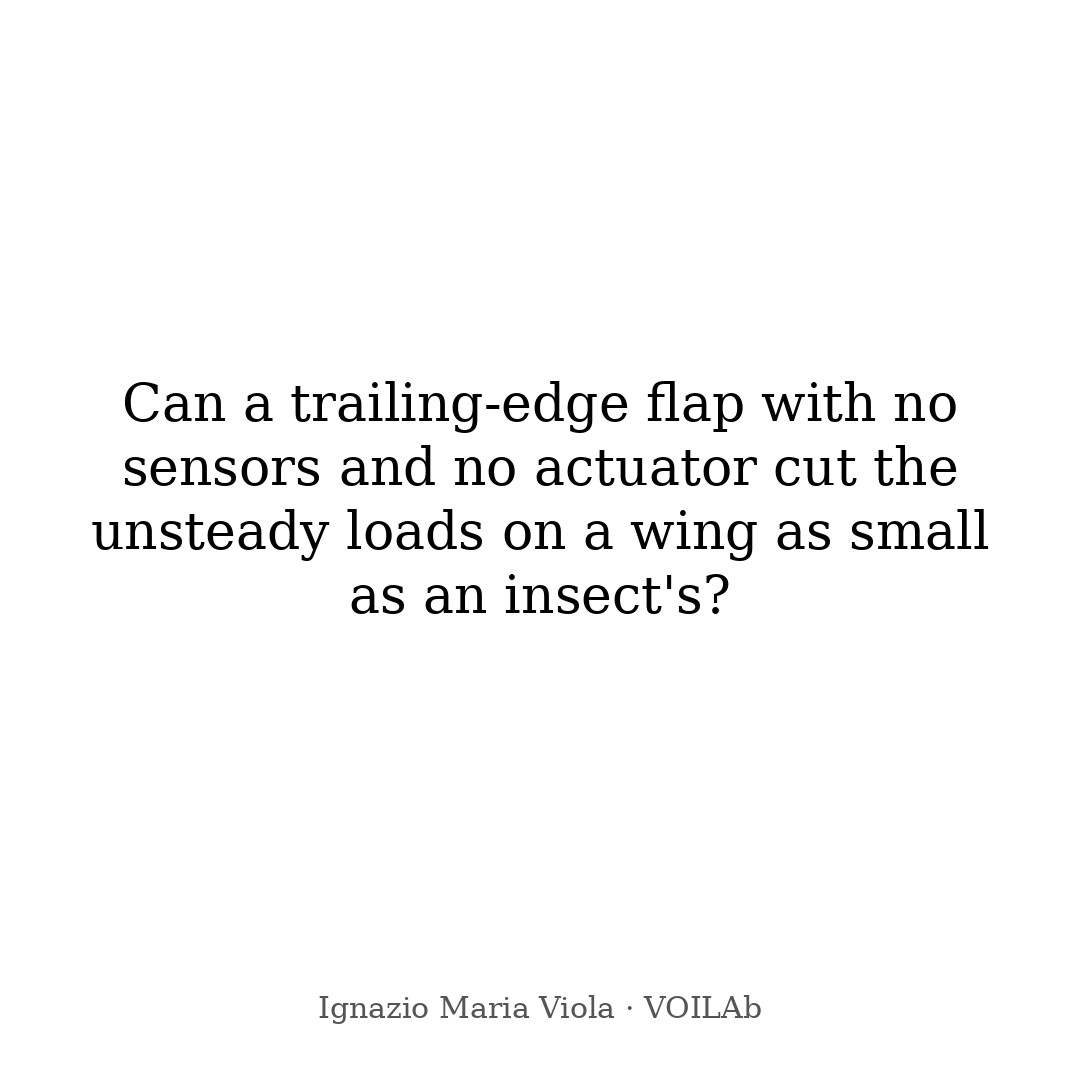 Can a trailing-edge flap with no
sensors and no actuator cut the
unsteady loads on a wing as small
as an insect's?
Ignazio Maria Viola · VOILAb